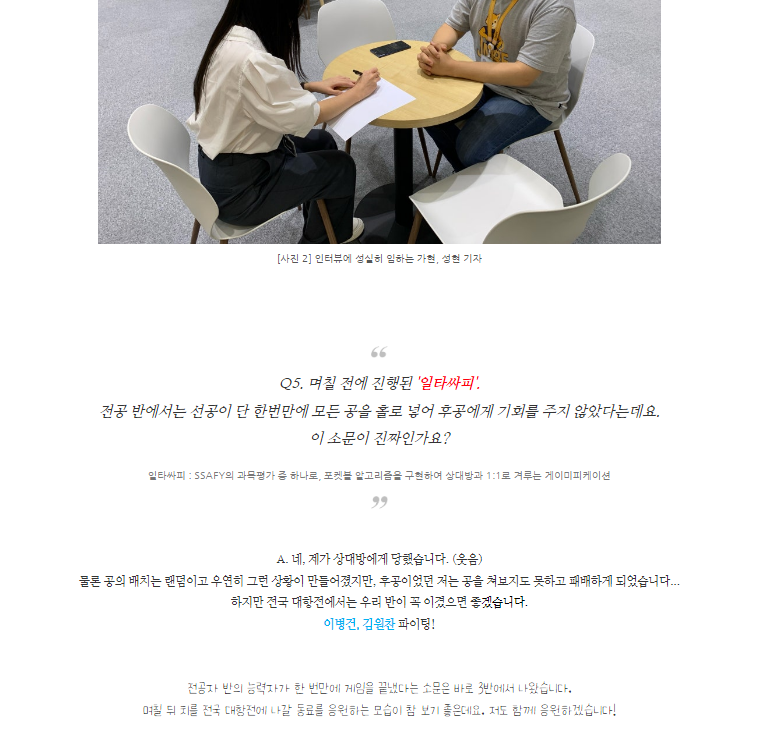 [사진 2] 인터뷰에 성실히 임하는 가현, 성현 기자
“
Q5. 며칠 전에 진행된 '일타싸피'.
전공 반에서는 선공이 단 한번만에 모든 공을 홀로 넣어 후공에게 기회를 주지 않았다는데요.
이 소문이 진짜인가요?
일타싸피 : SSAFY의 과목평가 중 하나로, 포켓볼 알고리즘을 구현하여 상대방과 1:1로 겨루는 게이미피케이션
”
A. 네, 제가 상대방에게 당했습니다. (웃음)
물론 공의 배치는 랜덤이고 우연히 그런 상황이 만들어졌지만, 후공이었던 저는 공을 쳐보지도 못하고 패배하게 되었습니다...
하지만 전국 대항전에서는 우리 반이 꼭 이겼으면 좋겠습니다.
이병건, 김원찬 파이팅!
전공자 반의 능력자가 한 번만에 게임을 끝냈다는 소문은 바로 3반에서 나왔습니다.
며칠 뒤 치를 전국 대항전에 나갈 동료를 응원하는 모습이 참 보기 좋은데요. 저도 함께 응원하겠습니다!